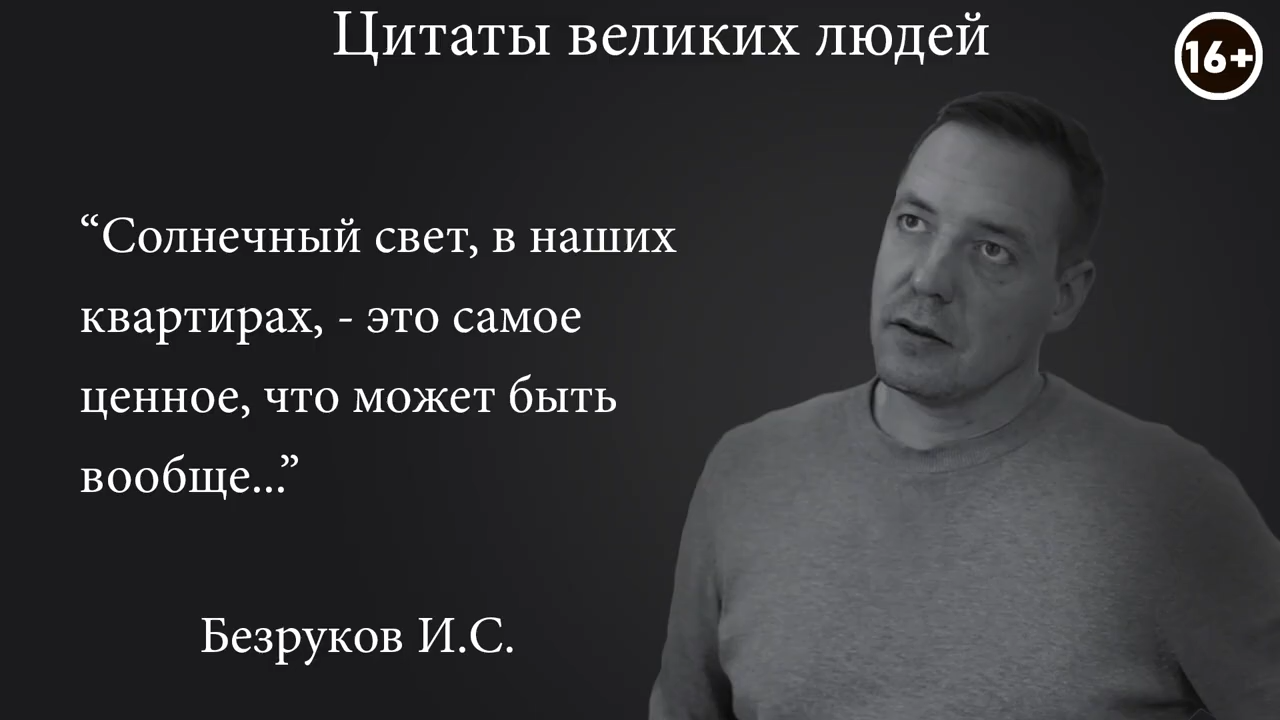 Цитаты великих людей
16+
“Солнечный свет, в наших
квартирах, - это самое
ценное, что может быть
вообще...”
Безруков И.С.